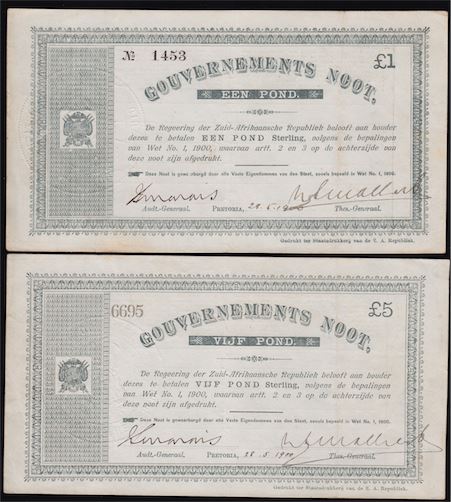 № 1453
£1
GOUVERNEMENTS NOOT,
EEN POND.
De Regeering der Zuid-Afrikaansche Republiek belooft aan houder
dezes te betalen EEN POND Sterling, volgens de bepalingen
van Wet No. 1, 1900, waarvan artt. 2 en 3 op de achterzijde van
deze noot zijn afgedrukt.
Deze Noot is gewaarborgd door alle Vaste Eigendommen van den Staat, zooals bepaald in Wet No. 1, 1900.
Audt.-Generaal. PRETORIA, 28.5.1900 Thes.-Generaal.
Gedrukt ter Staatsdrukkerij van de Z. A. Republiek.
6695
£5
GOUVERNEMENTS NOOT,
VIJF POND.
De Regeering der Zuid-Afrikaansche Republiek belooft aan houder
dezes te betalen VIJF POND Sterling, volgens de bepalingen
van Wet No. 1, 1900, waarvan artt. 2 en 3 op de achterzijde van
deze noot zijn afgedrukt.
Deze Noot is gewaarborgd door alle Vaste Eigendommen van den Staat, zooals bepaald in Wet No. 1, 1900.
Audt.-Generaal. PRETORIA, 28.5.1900 Thes.-Generaal.
Gedrukt ter Staatsdrukkerij van de Z. A. Republiek.